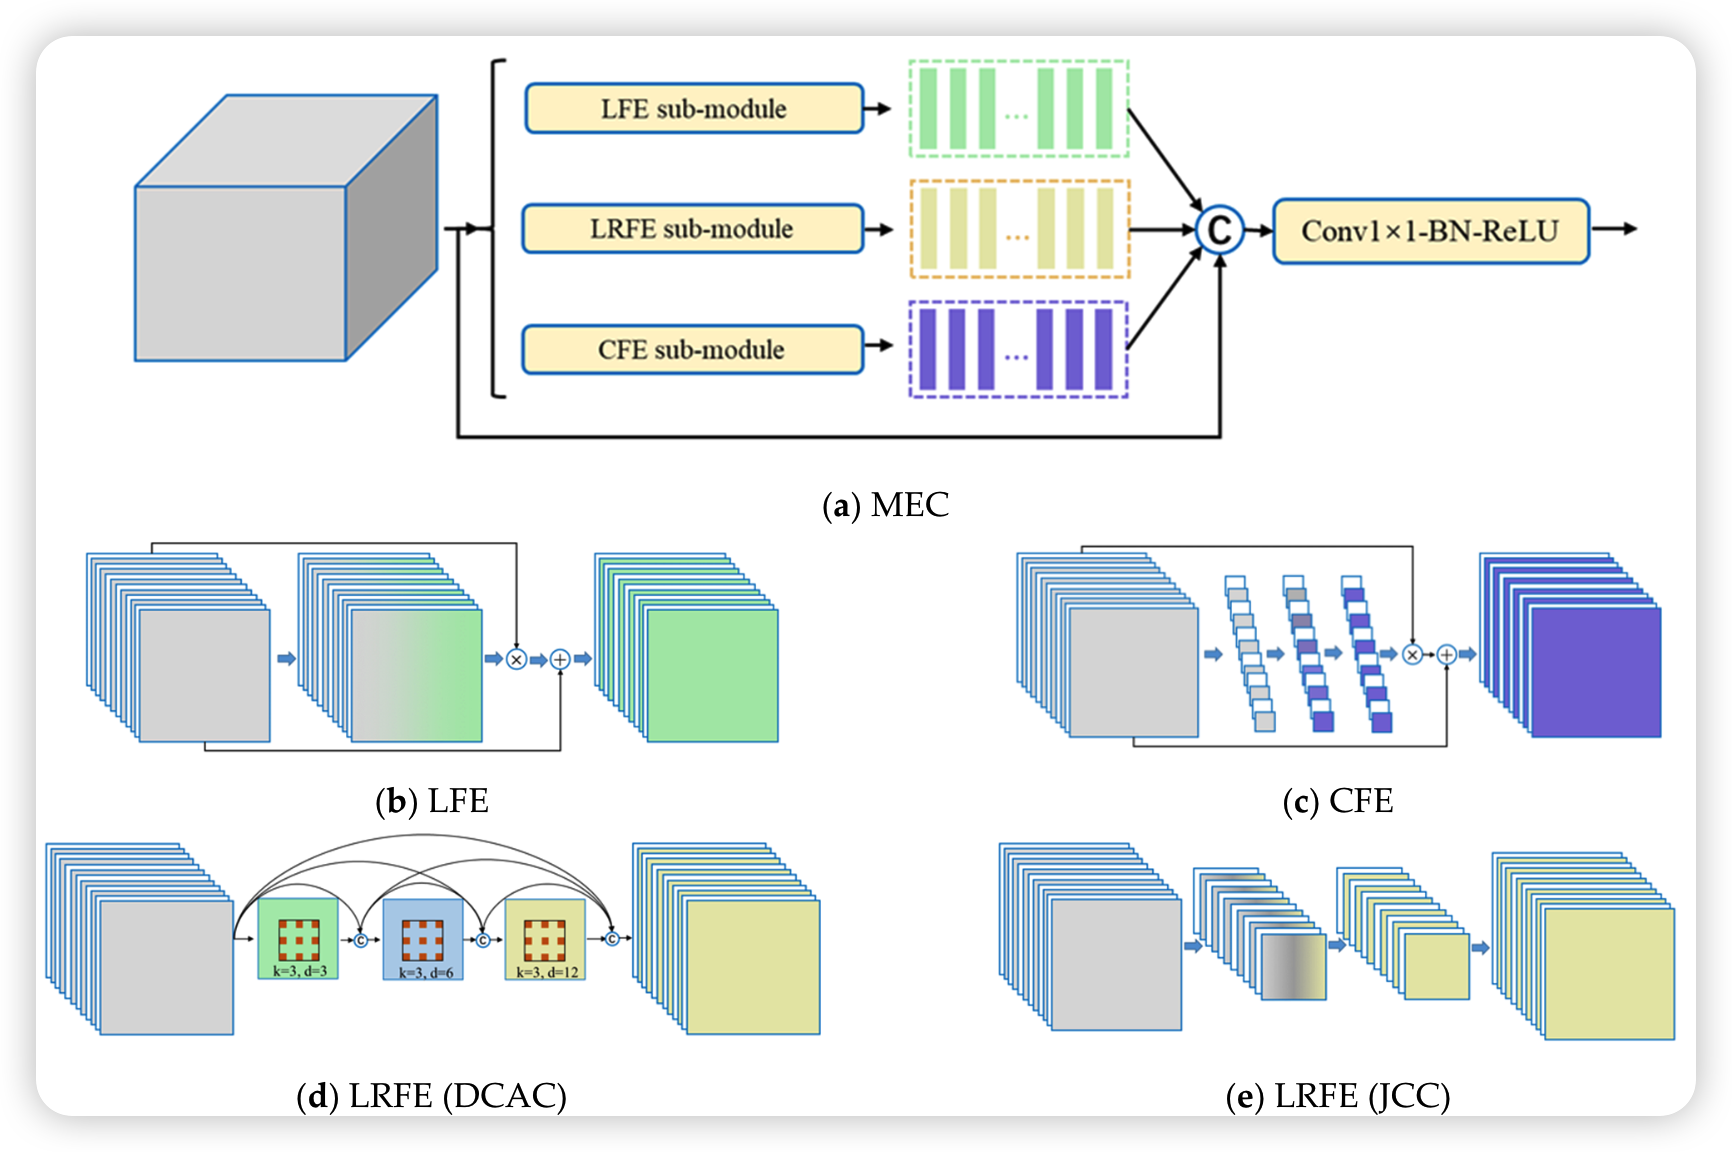 LFE sub-module
...
LRFE sub-module
...
C
Conv1×1-BN-ReLU
CFE sub-module
...
(a) MEC
(b) LFE
(c) CFE
k=3, d=3
C
k=3, d=6
C
k=3, d=12
C
(d) LRFE (DCAC)
(e) LRFE (JCC)